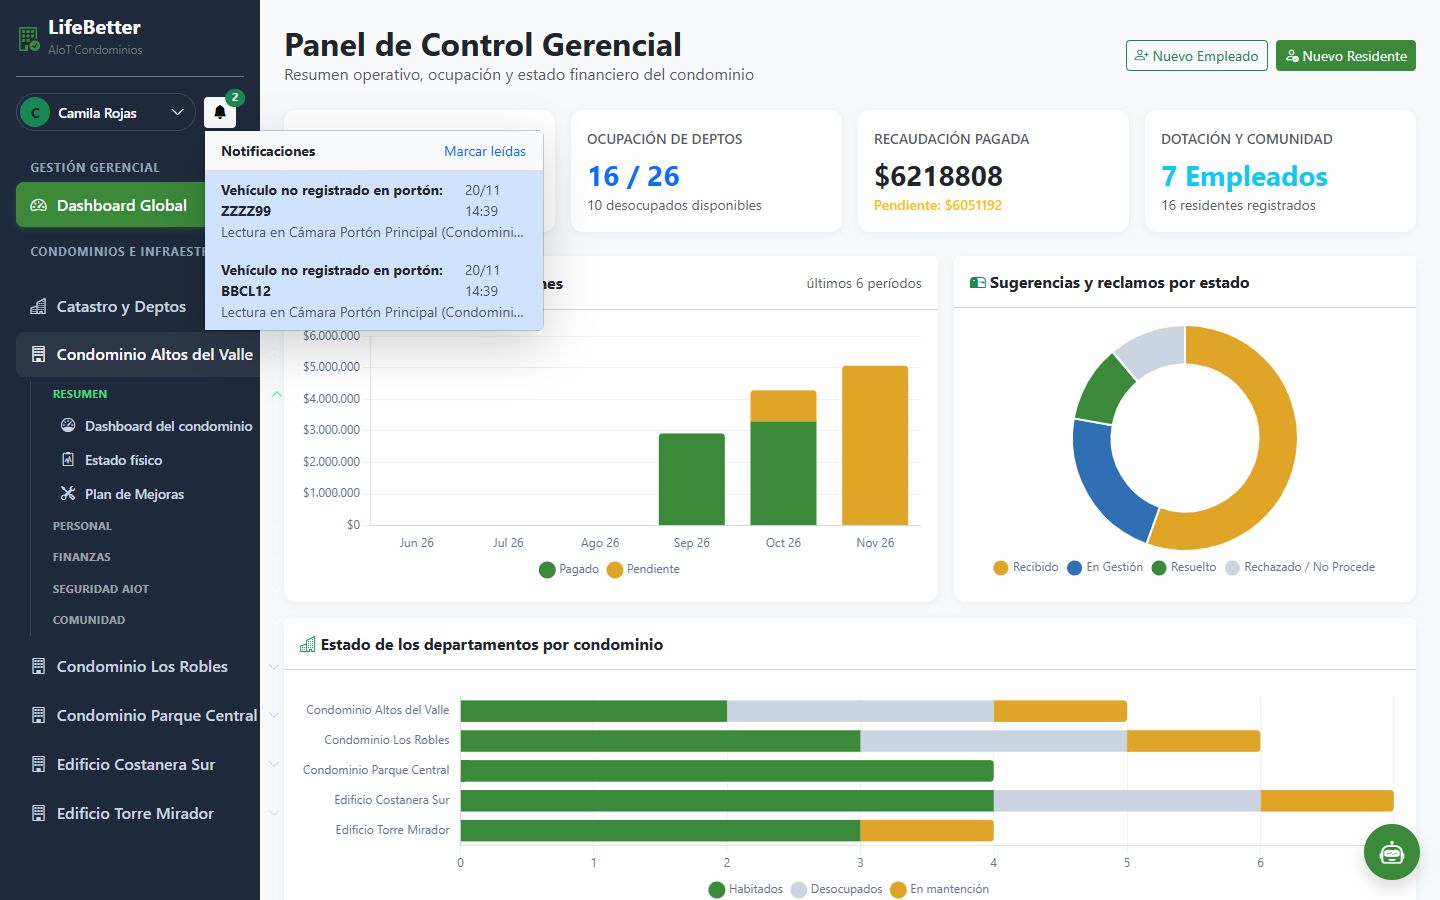 LifeBetter
AIoT Condominios
C
Camila Rojas
2
GESTIÓN GERENCIAL
Dashboard Global
CONDOMINIOS E INFRAEST
Catastro y Deptos
Condominio Altos del Valle
RESUMEN
Dashboard del condominio
Estado físico
Plan de Mejoras
PERSONAL
FINANZAS
SEGURIDAD AIOT
COMUNIDAD
Condominio Los Robles
Condominio Parque Central
Edificio Costanera Sur
Edificio Torre Mirador
Notificaciones
Marcar leídas
Vehículo no registrado en portón: 20/11
ZZZZ99 14:39
Lectura en Cámara Portón Principal (Condomini...
Vehículo no registrado en portón: 20/11
BBCL12 14:39
Lectura en Cámara Portón Principal (Condomini...
Panel de Control Gerencial
Resumen operativo, ocupación y estado financiero del condominio
Nuevo Empleado
Nuevo Residente
OCUPACIÓN DE DEPTOS
16 / 26
10 desocupados disponibles
RECAUDACIÓN PAGADA
$6218808
Pendiente: $6051192
DOTACIÓN Y COMUNIDAD
7 Empleados
16 residentes registrados
nes
últimos 6 períodos
$6.000.000
$5.000.000
$4.000.000
$3.000.000
$2.000.000
$1.000.000
$0
Jun 26 Jul 26 Ago 26 Sep 26 Oct 26 Nov 26
Pagado Pendiente
Sugerencias y reclamos por estado
Recibido En Gestión Resuelto Rechazado / No Procede
Estado de los departamentos por condominio
Condominio Altos del Valle
Condominio Los Robles
Condominio Parque Central
Edificio Costanera Sur
Edificio Torre Mirador
0 1 2 3 4 5 6
Habitados Desocupados En mantención